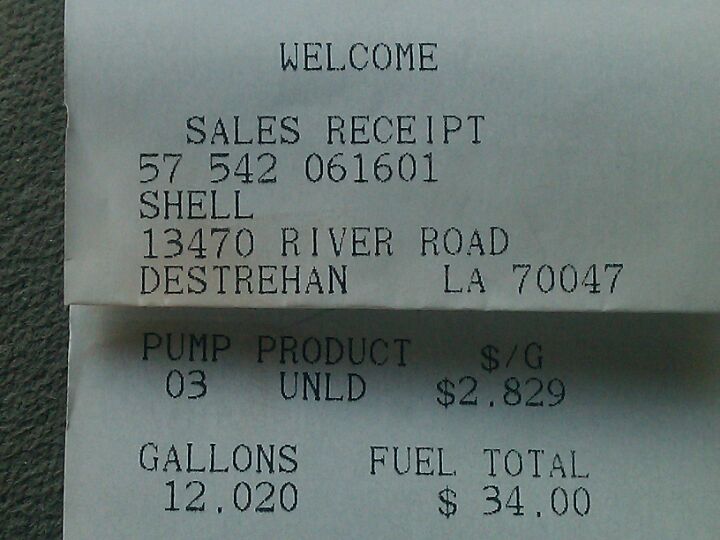 WELCOME
SALES RECEIPT
57 542 061601
SHELL
13470 RIVER ROAD
DESTREHAN LA 70047
PUMP PRODUCT $/G
03 UNLD $2.829
GALLONS FUEL TOTAL
12.020 $ 34.00